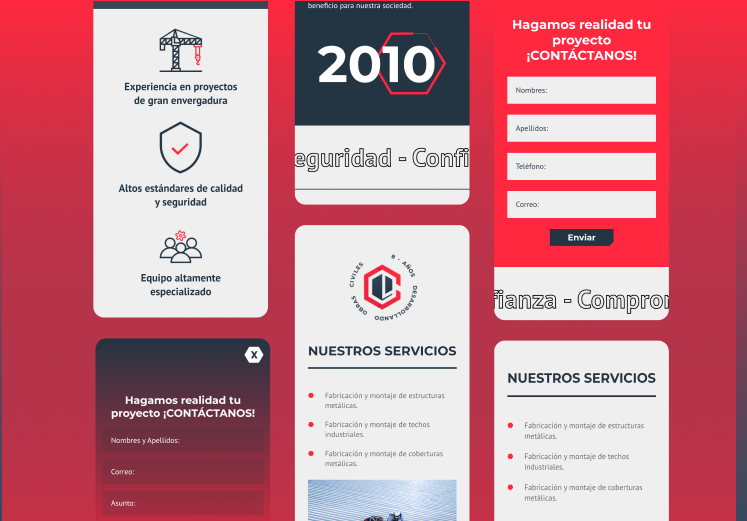 Experiencia en proyectos
de gran envergadura
Altos estándares de calidad
y seguridad
Equipo altamente
especializado
X
Hagamos realidad tu
proyecto ¡CONTÁCTANOS!
Nombres y Apellidos:
Correo:
Asunto:
beneficio para nuestra sociedad.
2010
eguridad - Confi
8 - AÑOS DESARROLLANDO OBRAS CIVILES
NUESTROS SERVICIOS
Fabricación y montaje de estructuras
metálicas.
Fabricación y montaje de techos
industriales.
Fabricación y montaje de coberturas
metálicas.
Hagamos realidad tu
proyecto
¡CONTÁCTANOS!
Nombres:
Apellidos:
Teléfono:
Correo:
Enviar
fianza - Compron
NUESTROS SERVICIOS
Fabricación y montaje de estructuras
metálicas.
Fabricación y montaje de techos
industriales.
Fabricación y montaje de coberturas
metálicas.